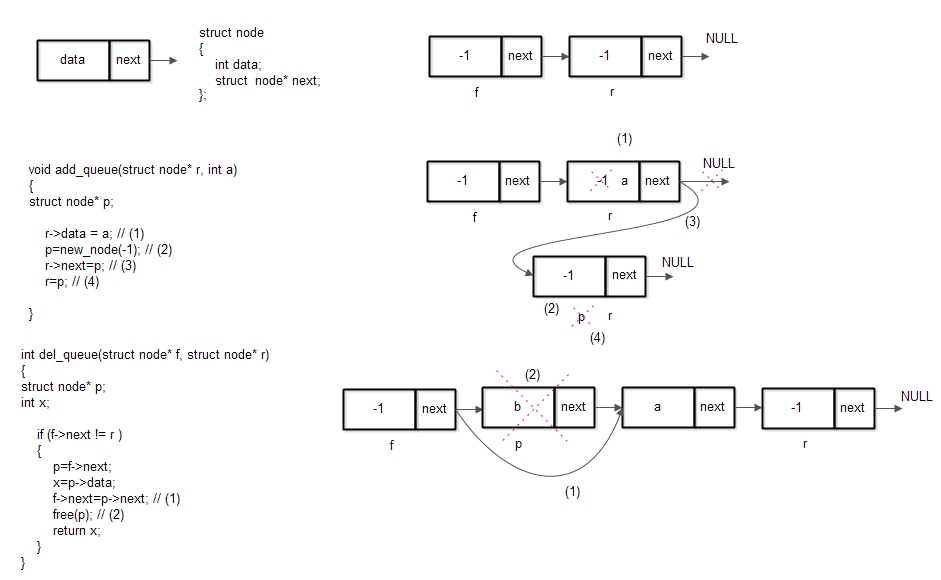 data next
struct node
{
int data;
struct node* next;
};
-1 next -1 next NULL
f r
void add_queue(struct node* r, int a)
{
struct node* p;
r->data = a; // (1)
p=new_node(-1); // (2)
r->next=p; // (3)
r=p; // (4)
}
(1)
NULL
-1 next -1 a next
f r (3)
NULL
-1 next
(2) p r
(4)
int del_queue(struct node* f, struct node* r)
{
struct node* p;
int x;
if (f->next != r )
{
p=f->next;
x=p->data;
f->next=p->next; // (1)
free(p); // (2)
return x;
}
}
(2)
NULL
-1 next b next a next -1 next
f p r
(1)